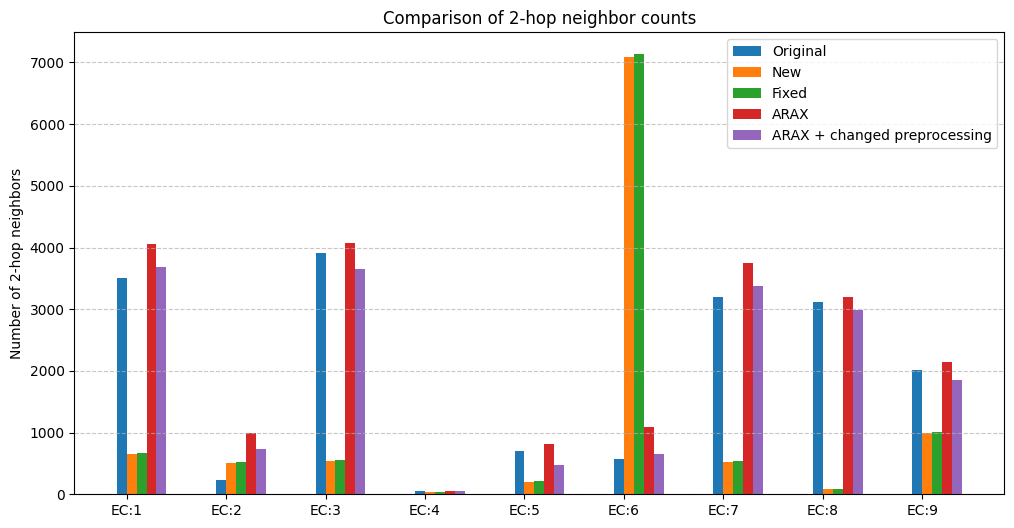 Comparison of 2-hop neighbor counts
Number of 2-hop neighbors
7000
6000
5000
4000
3000
2000
1000
0
EC:1 EC:2 EC:3 EC:4 EC:5 EC:6 EC:7 EC:8 EC:9
Original
New
Fixed
ARAX
ARAX + changed preprocessing